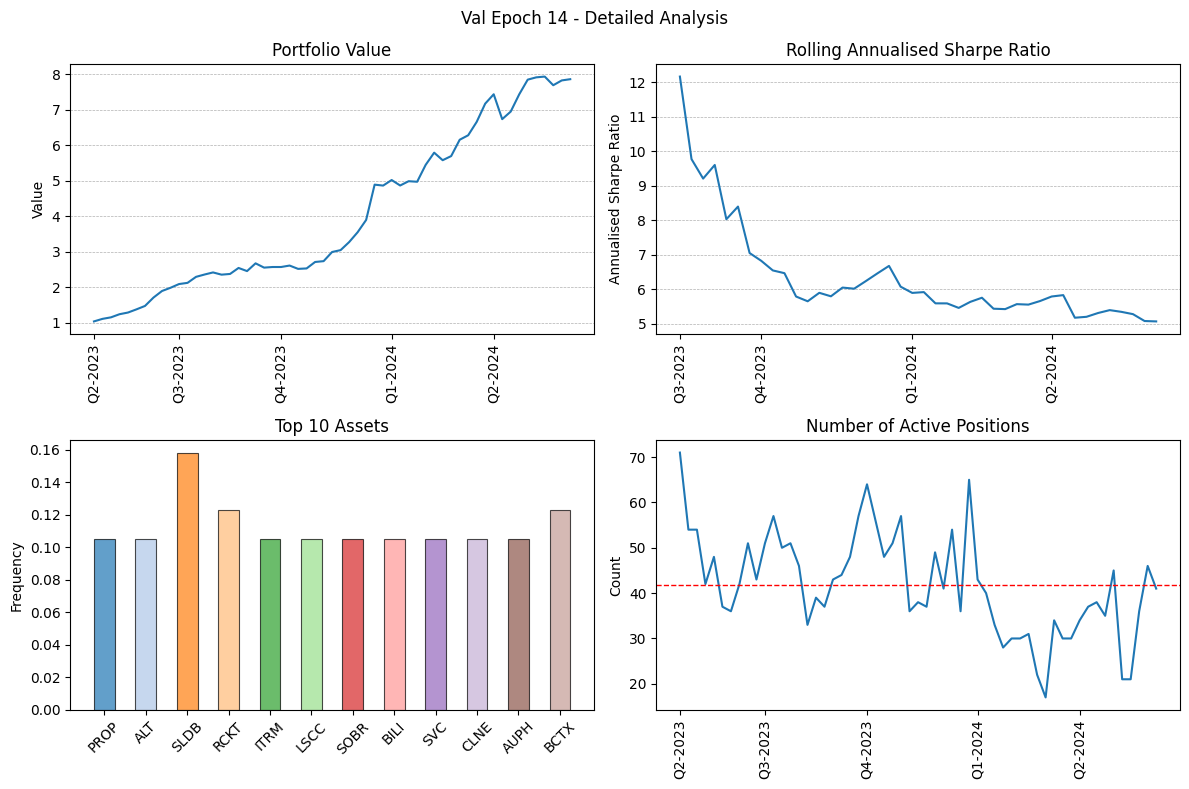 Val Epoch 14 - Detailed Analysis
Portfolio Value
Value
8
7
6
5
4
3
2
1
Q2-2023
Q3-2023
Q4-2023
Q1-2024
Q2-2024
Rolling Annualised Sharpe Ratio
Annualised Sharpe Ratio
12
11
10
9
8
7
6
5
Q3-2023
Q4-2023
Q1-2024
Q2-2024
Top 10 Assets
Frequency
0.16
0.14
0.12
0.10
0.08
0.06
0.04
0.02
0.00
PROP
ALT
SLDB
RCKT
ITRM
LSCC
SOBR
BILI
SVC
CLNE
AUPH
BCTX
Number of Active Positions
Count
70
60
50
40
30
20
Q2-2023
Q3-2023
Q4-2023
Q1-2024
Q2-2024